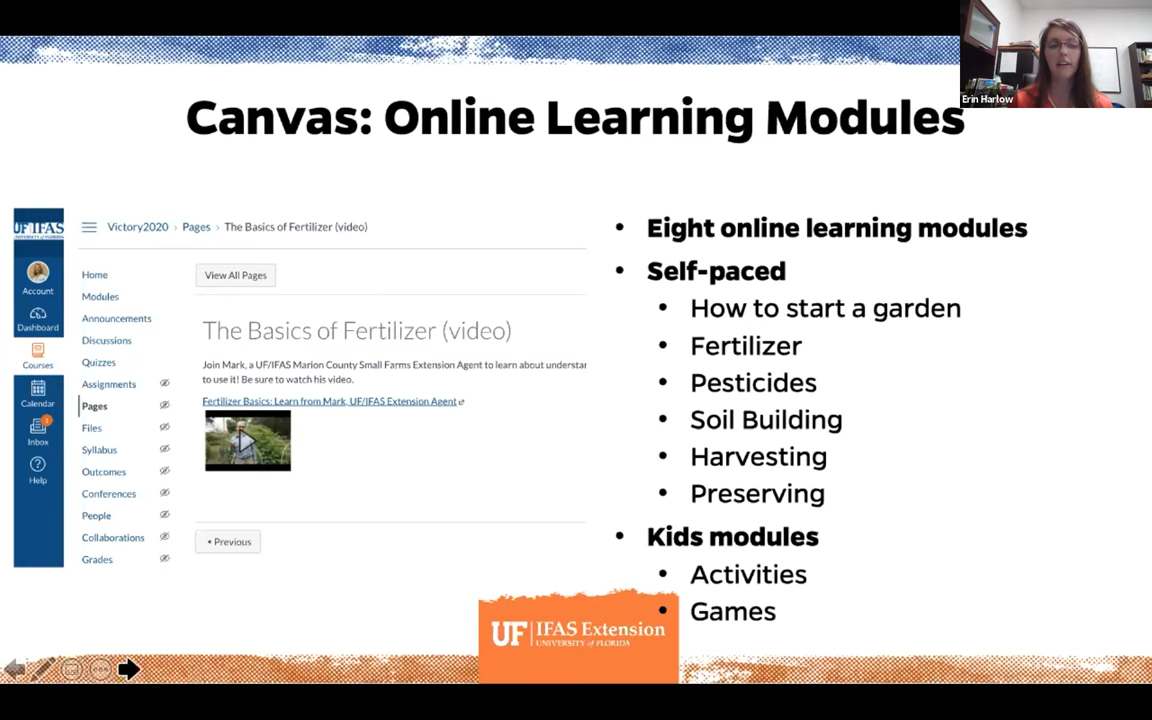 Erin Harlow
Canvas: Online Learning Modules
UF IFAS
UNIVERSITY of FLORIDA
Account
Dashboard
Courses
Calendar
1
Inbox
Help
Victory2020 › Pages › The Basics of Fertilizer (video)
Home
Modules
Announcements
Discussions
Quizzes
Assignments
Pages
Files
Syllabus
Outcomes
Conferences
People
Collaborations
Grades
View All Pages
The Basics of Fertilizer (video)
Join Mark, a UF/IFAS Marion County Small Farms Extension Agent to learn about understar
to use it! Be sure to watch his video.
Fertilizer Basics: Learn from Mark, UF/IFAS Extension Agent
Previous
• Eight online learning modules
• Self-paced
• How to start a garden
• Fertilizer
• Pesticides
• Soil Building
• Harvesting
• Preserving
• Kids modules
• Activities
• Games
UF | IFAS Extension
UNIVERSITY of FLORIDA